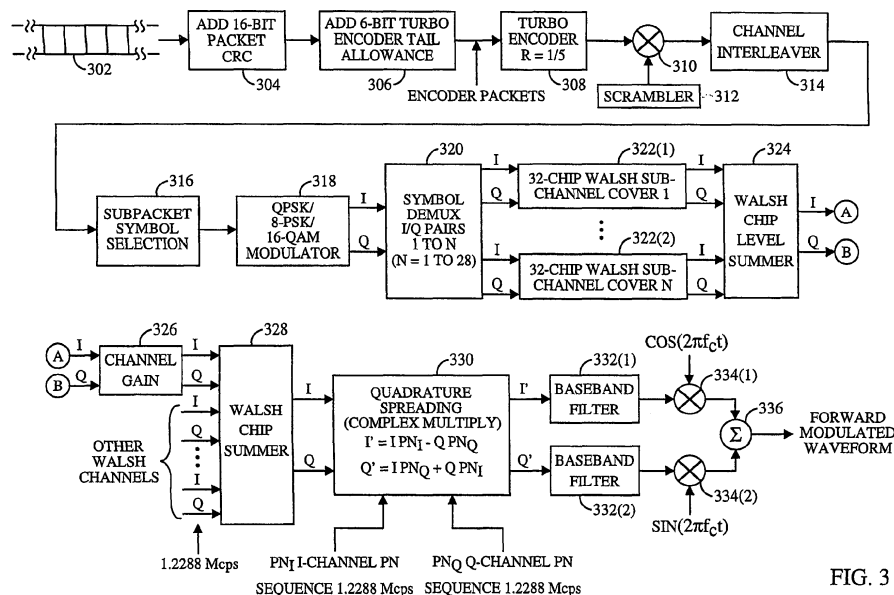 302
ADD 16-BIT
PACKET
CRC
304
ADD 6-BIT TURBO
ENCODER TAIL
ALLOWANCE
306
ENCODER PACKETS
TURBO
ENCODER
R = 1/5
308
310
SCRAMBLER
312
CHANNEL
INTERLEAVER
314
316
SUBPACKET
SYMBOL
SELECTION
318
QPSK/
8-PSK/
16-QAM
MODULATOR
I
Q
320
SYMBOL
DEMUX
I/Q PAIRS
1 TO N
(N = 1 TO 28)
I
Q
I
Q
322(1)
32-CHIP WALSH SUB-
CHANNEL COVER 1
322(2)
32-CHIP WALSH SUB-
CHANNEL COVER N
I
Q
I
Q
324
WALSH
CHIP
LEVEL
SUMMER
I
A
Q
B
A
I
B
Q
326
CHANNEL
GAIN
I
Q
I
Q
I
Q
OTHER
WALSH
CHANNELS
1.2288 Mcps
328
WALSH
CHIP
SUMMER
I
Q
330
QUADRATURE
SPREADING
(COMPLEX MULTIPLY)
I' = I PNI - Q PNQ
Q' = I PNQ + Q PNI
PNI I-CHANNEL PN
SEQUENCE 1.2288 Mcps
PNQ Q-CHANNEL PN
SEQUENCE 1.2288 Mcps
I'
Q'
332(1)
BASEBAND
FILTER
BASEBAND
FILTER
332(2)
COS(2πfCt)
334(1)
334(2)
SIN(2πfCt)
Σ
336
FORWARD
MODULATED
WAVEFORM
FIG. 3